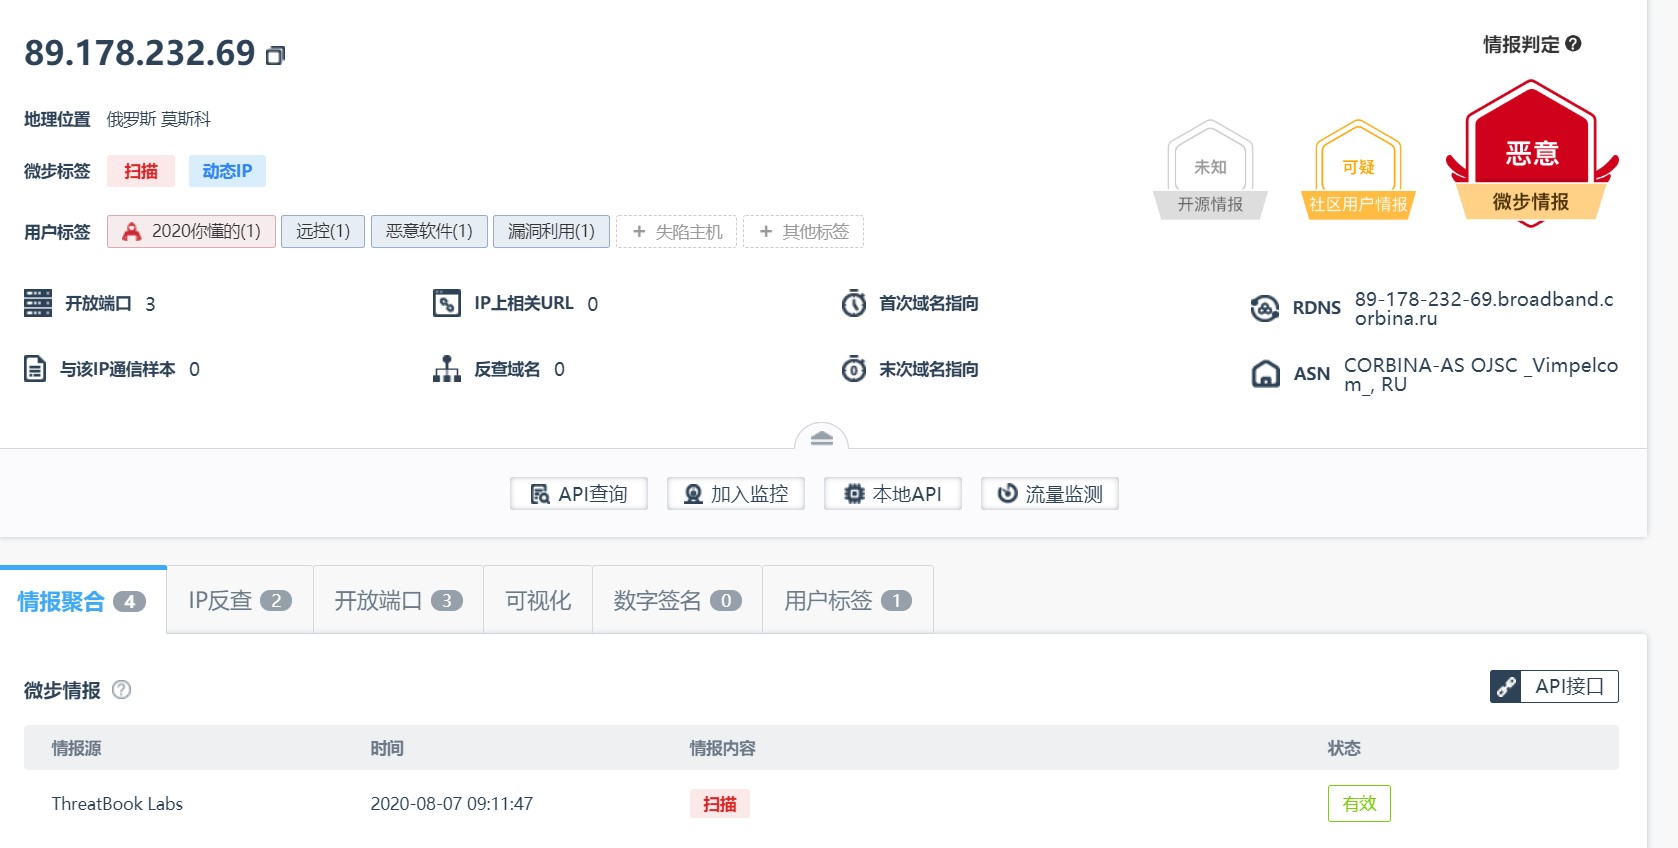 89.178.232.69
情报判定
地理位置 俄罗斯 莫斯科
微步标签 扫描 动态IP
未知 可疑 恶意
开源情报 社区用户情报 微步情报
用户标签 2020你懂的(1) 远控(1) 恶意软件(1) 漏洞利用(1) + 失陷主机 + 其他标签
开放端口 3 IP上相关URL 0 首次域名指向 RDNS 89-178-232-69.broadband.c
orbina.ru
与该IP通信样本 0 反查域名 0 末次域名指向 ASN CORBINA-AS OJSC _Vimpelco
m_, RU
API查询 加入监控 本地API 流量监测
情报聚合 4 IP反查 2 开放端口 3 可视化 数字签名 0 用户标签 1
微步情报 ? API接口
情报源 时间 情报内容 状态
ThreatBook Labs 2020-08-07 09:11:47 扫描 有效